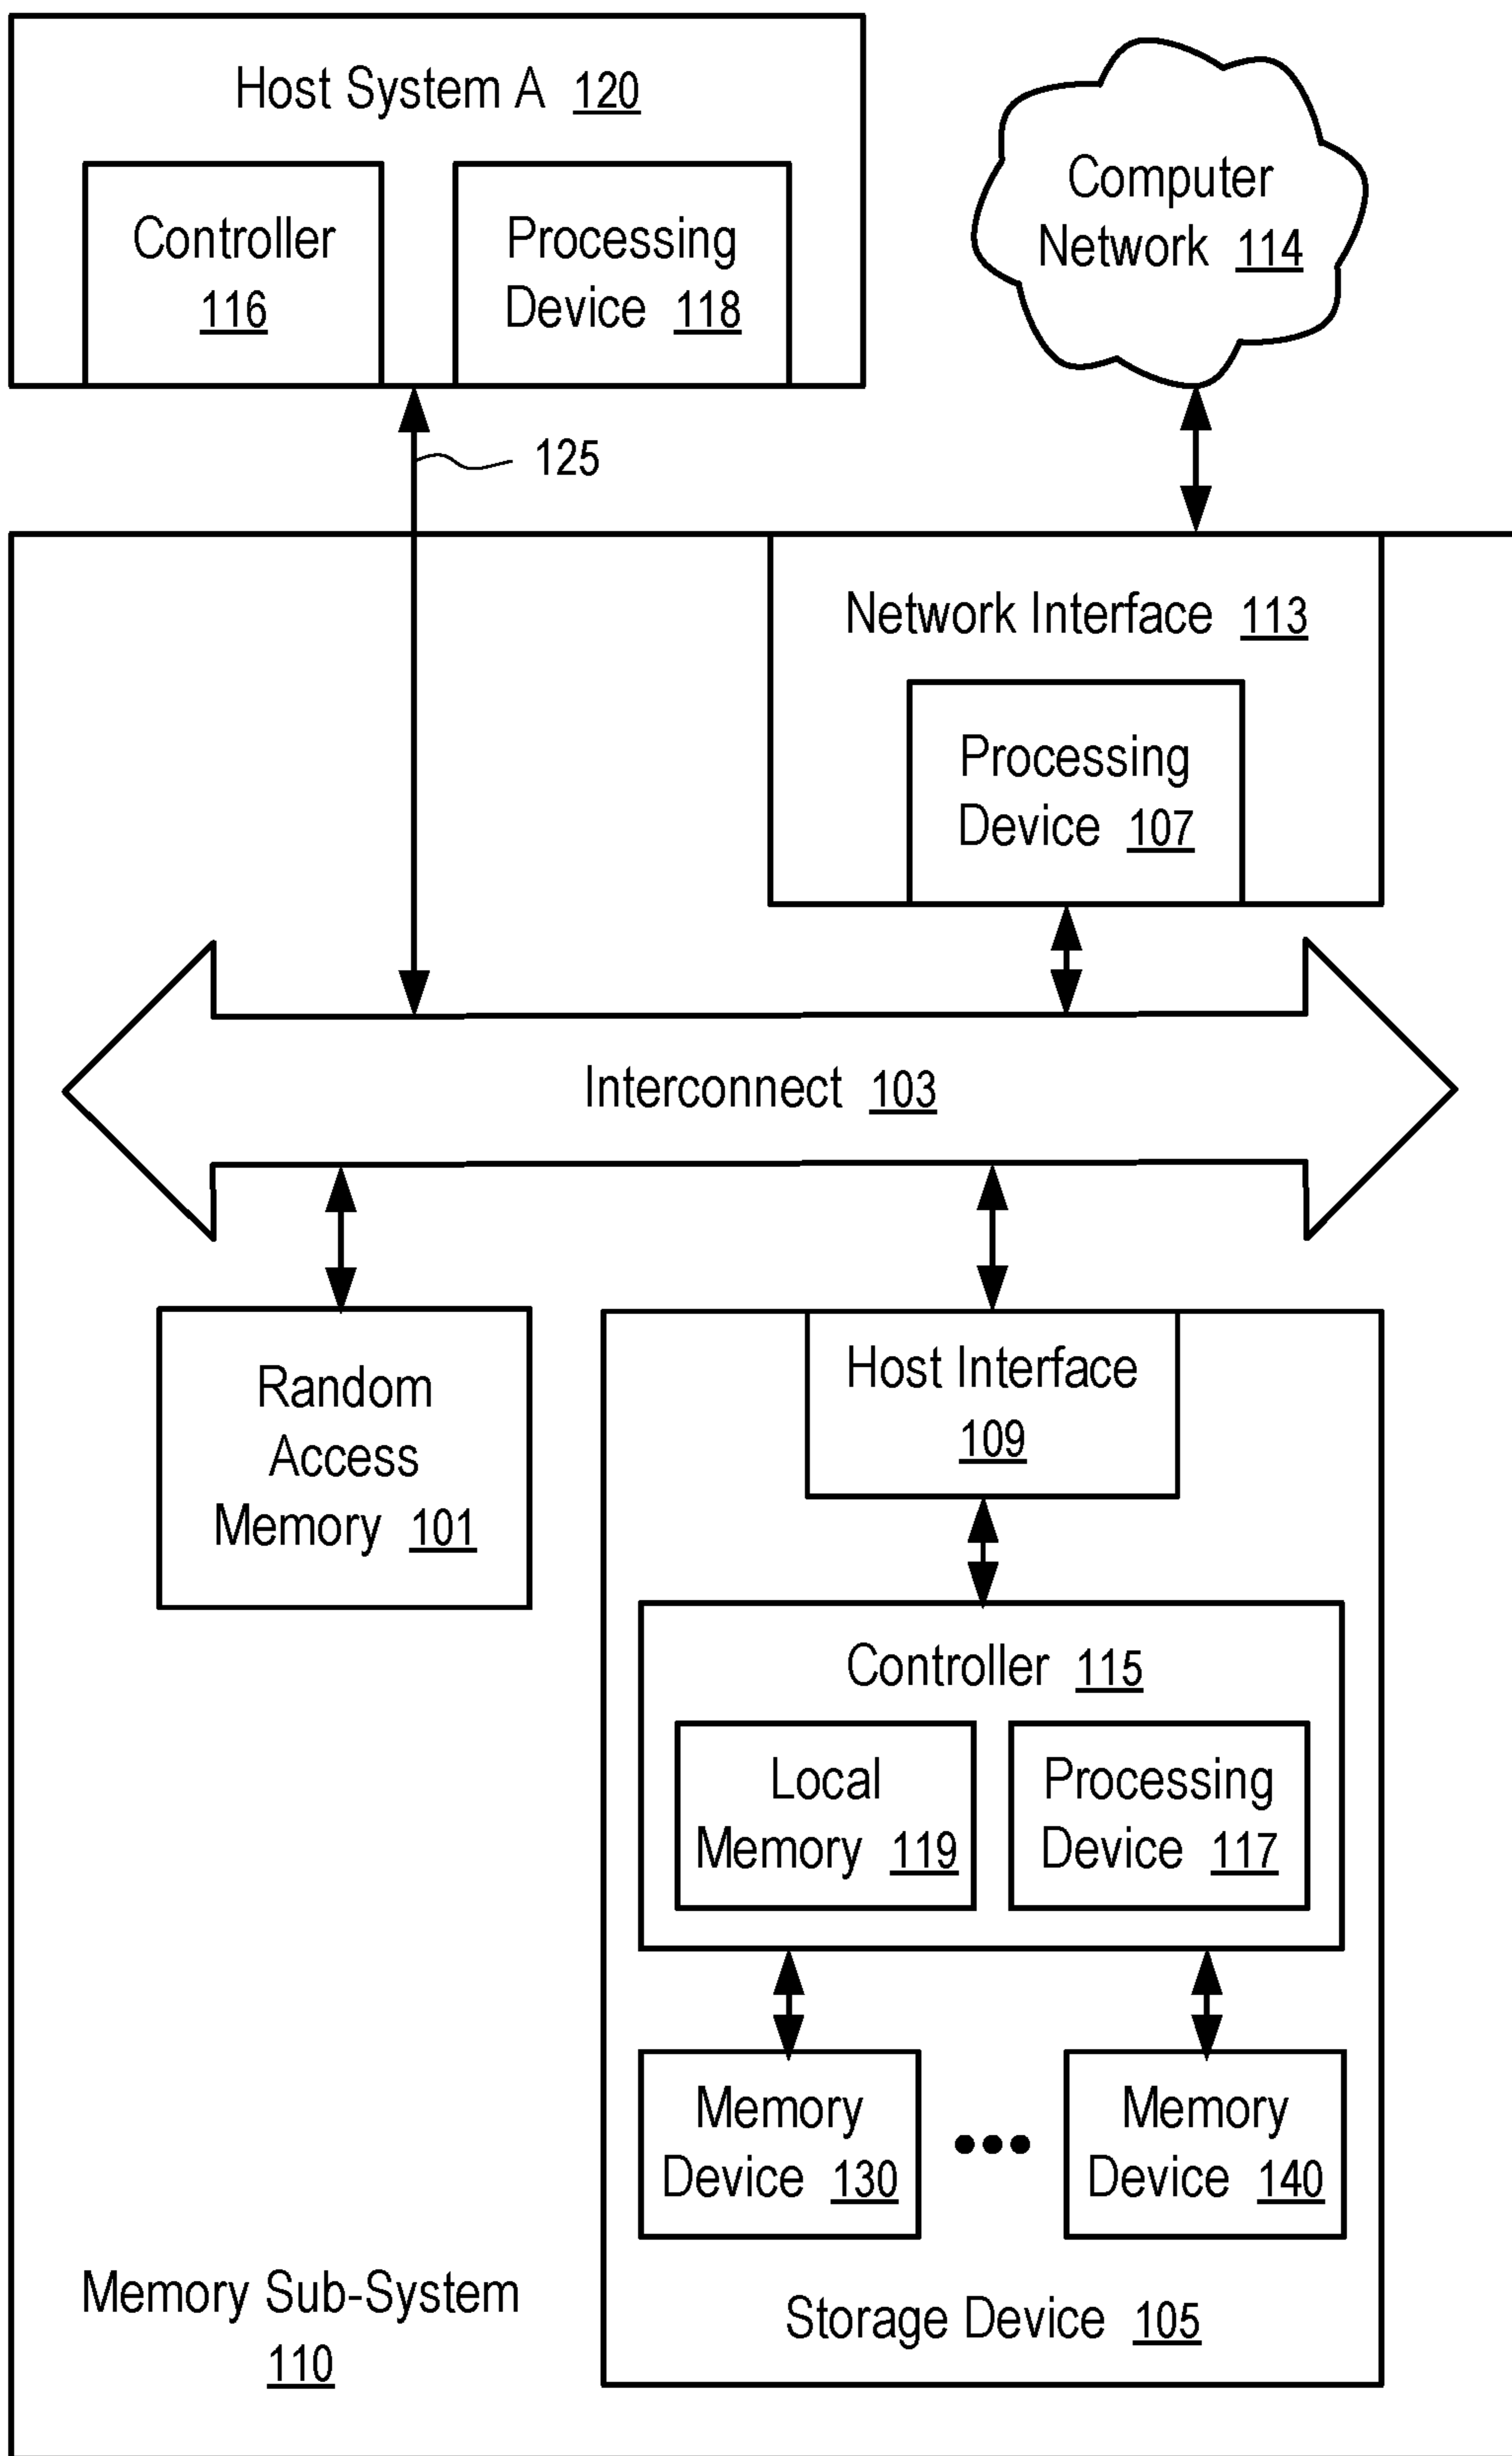 Host System A 120
Controller
116
Processing
Device 118
Computer
Network 114
125
Network Interface 113
Processing
Device 107
Interconnect 103
Random
Access
Memory 101
Host Interface
109
Controller 115
Local
Memory 119
Processing
Device 117
Memory
Device 130
Memory
Device 140
Storage Device 105
Memory Sub-System
110